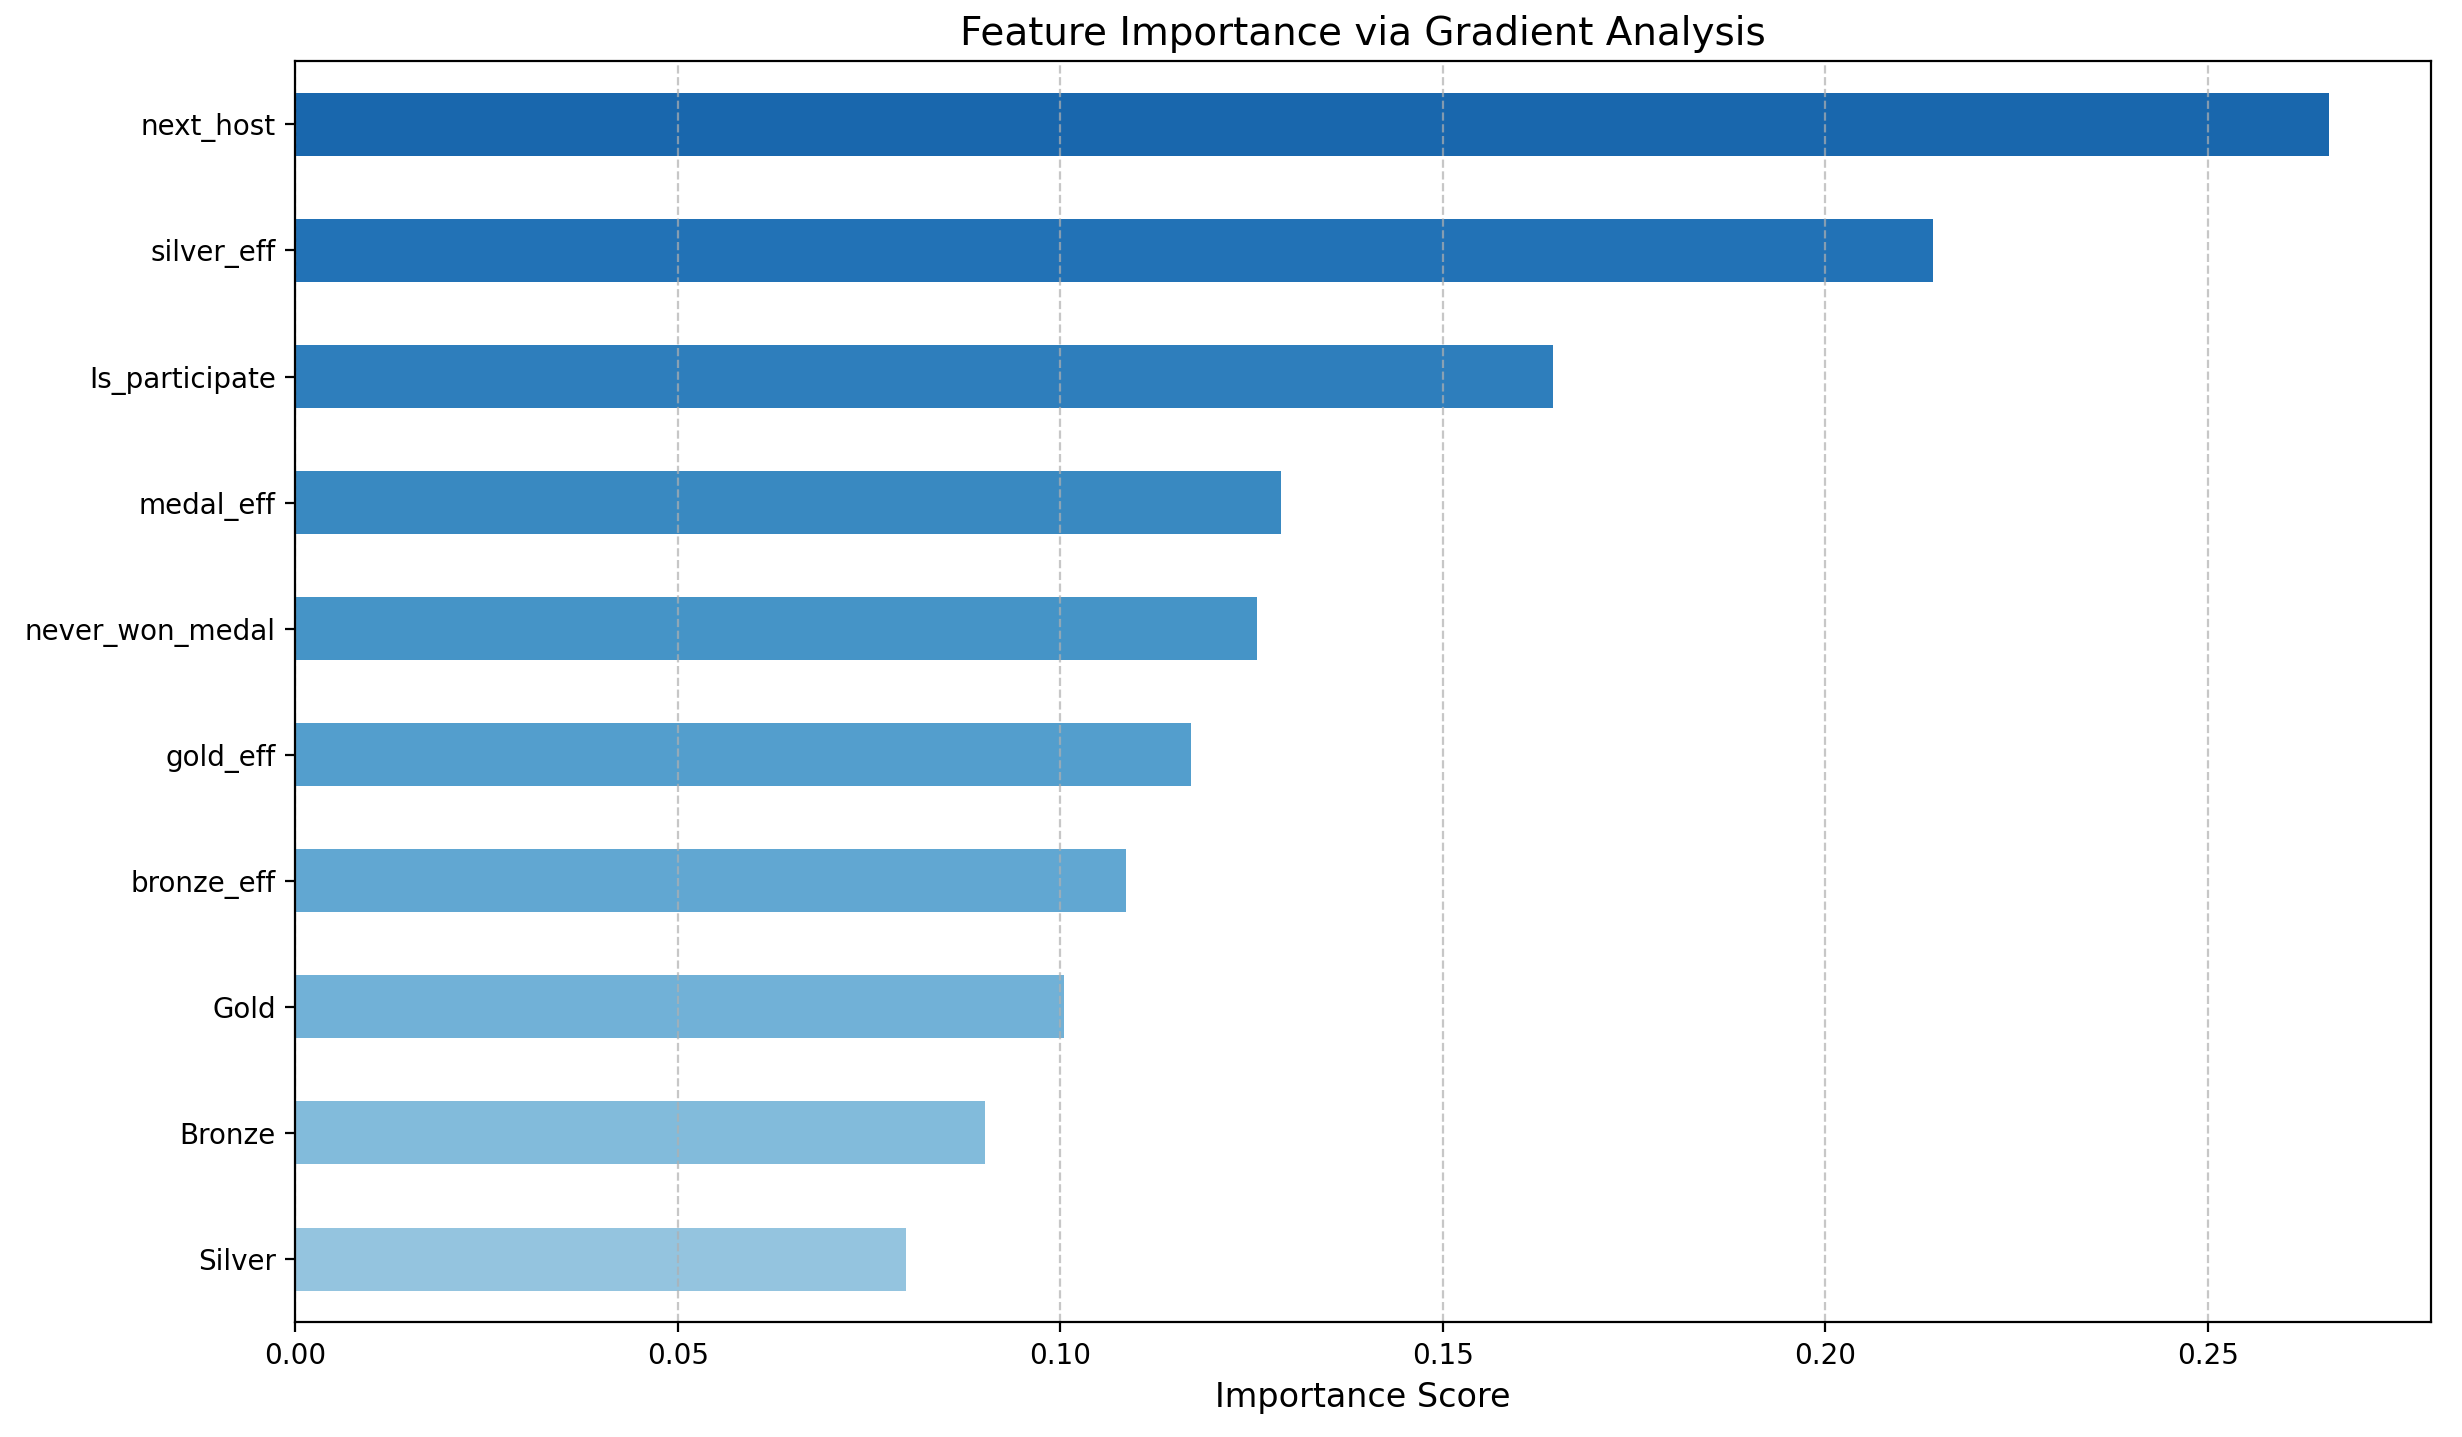 Feature Importance via Gradient Analysis
next_host
silver_eff
Is_participate
medal_eff
never_won_medal
gold_eff
bronze_eff
Gold
Bronze
Silver
0.00 0.05 0.10 0.15 0.20 0.25
Importance Score